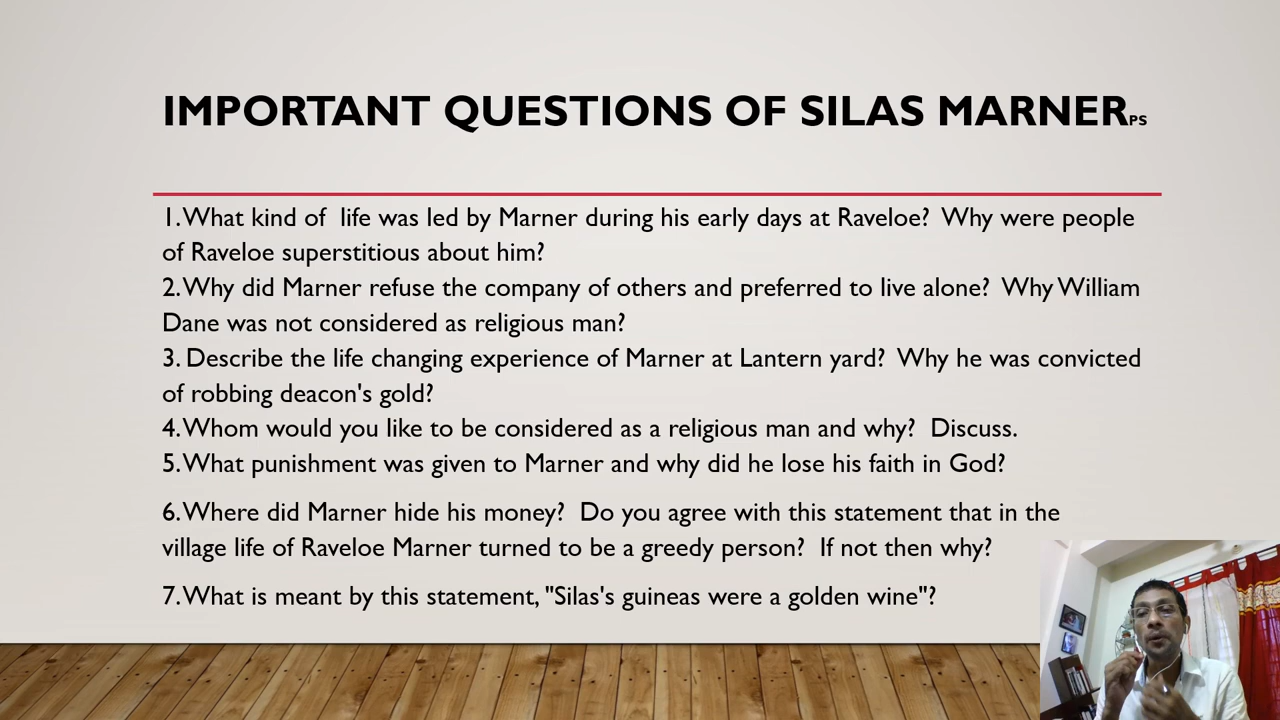 IMPORTANT QUESTIONS OF SILAS MARNERPS
1.What kind of  life was led by Marner during his early days at Raveloe?  Why were people
of Raveloe superstitious about him?
2.Why did Marner refuse the company of others and preferred to live alone?  Why William
Dane was not considered as religious man?
3. Describe the life changing experience of Marner at Lantern yard?  Why he was convicted
of robbing deacon's gold?
4.Whom would you like to be considered as a religious man and why?  Discuss.
5.What punishment was given to Marner and why did he lose his faith in God?
6.Where did Marner hide his money?  Do you agree with this statement that in the
village life of Raveloe Marner turned to be a greedy person?  If not then why?
7.What is meant by this statement, "Silas's guineas were a golden wine"?